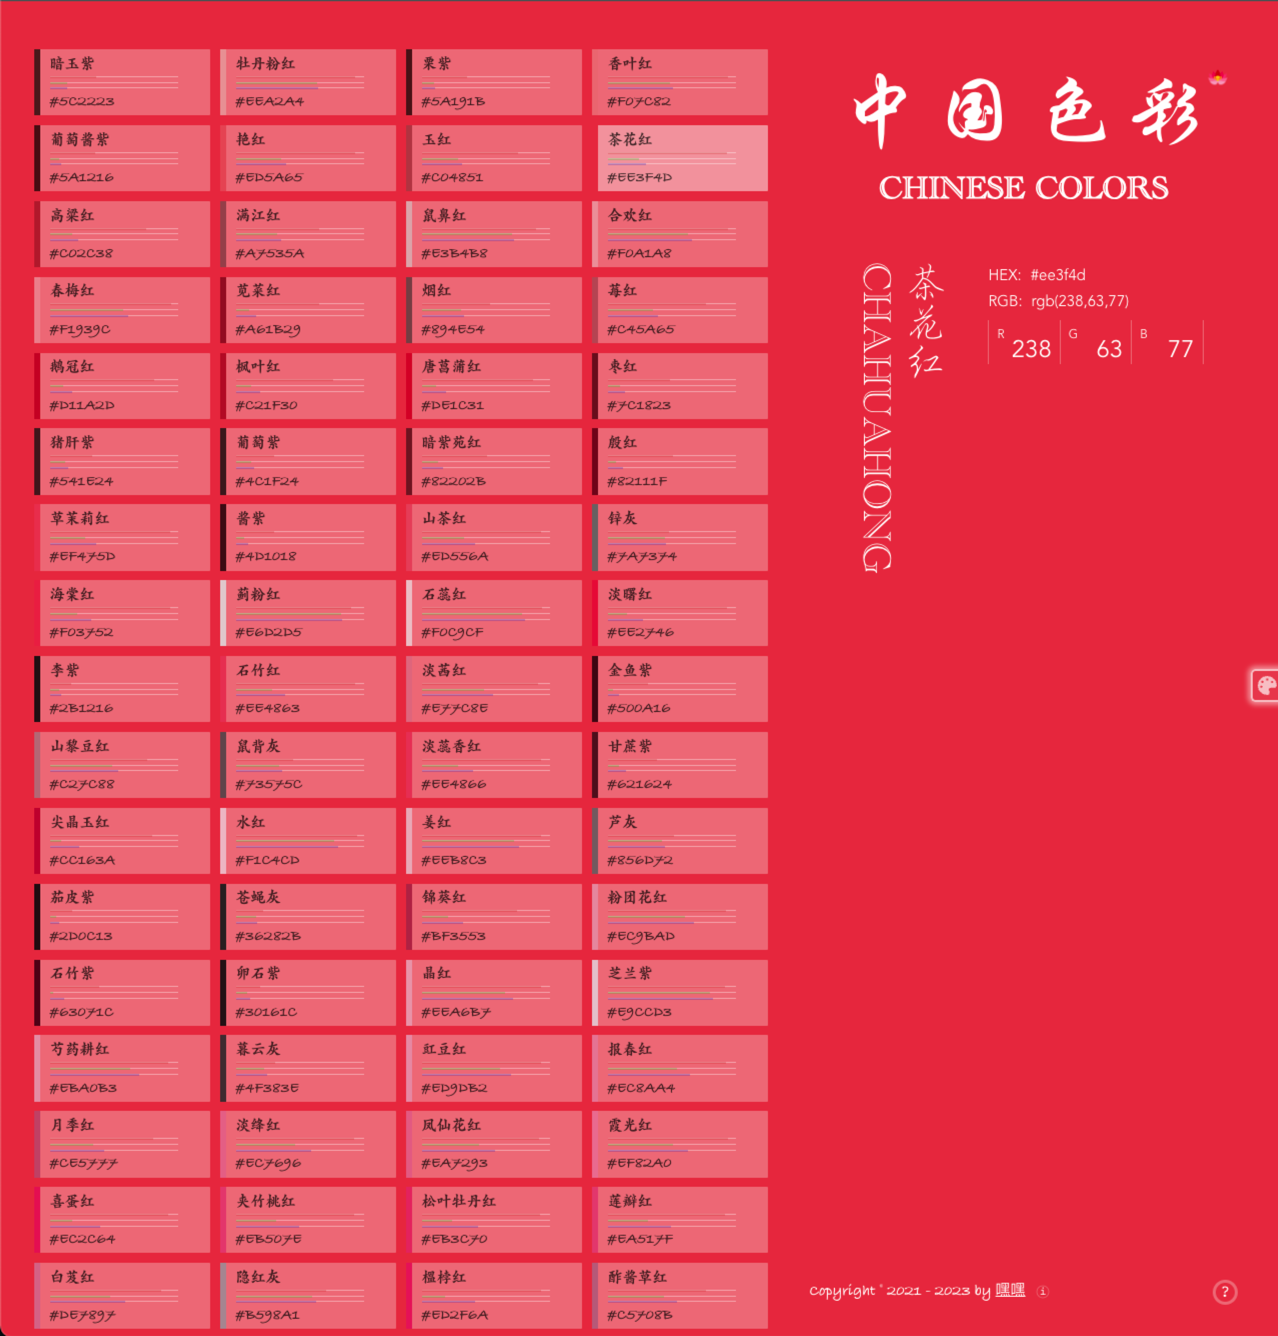 暗玉紫
#5C2223
牡丹粉红
#EEA2A4
栗紫
#5A191B
香叶红
#F07C82
葡萄酱紫
#5A1216
艳红
#ED5A65
玉红
#C04851
茶花红
#EE3F4D
高粱红
#C02C38
满江红
#A7535A
鼠鼻红
#E3B4B8
合欢红
#F0A1A8
春梅红
#F1939C
苋菜红
#A61B29
烟红
#894E54
莓红
#C45A65
鹅冠红
#D11A2D
枫叶红
#C21F30
唐菖蒲红
#DE1C31
枣红
#7C1823
猪肝紫
#541E24
葡萄紫
#4C1F24
暗紫苑红
#82202B
殷红
#82111F
草茉莉红
#EF475D
酱紫
#4D1018
山茶红
#ED556A
锌灰
#7A7374
海棠红
#F03752
蓟粉红
#E6D2D5
石蕊红
#F0C9CF
淡曙红
#EE2746
李紫
#2B1216
石竹红
#EE4863
淡茜红
#E77C8E
金鱼紫
#500A16
山黎豆红
#C27C88
鼠背灰
#73575C
淡蕊香红
#EE4866
甘蔗紫
#621624
尖晶玉红
#CC163A
水红
#F1C4CD
姜红
#EEB8C3
芦灰
#856D72
茄皮紫
#2D0C13
苍蝇灰
#36282B
锦葵红
#BF3553
粉团花红
#EC9BAD
石竹紫
#63071C
卵石紫
#30161C
晶红
#EEA6B7
芝兰紫
#E9CCD3
芍药耕红
#EBA0B3
暮云灰
#4F383E
豇豆红
#ED9DB2
报春红
#EC8AA4
月季红
#CE5777
淡绛红
#EC7696
凤仙花红
#EA7293
霞光红
#EF82A0
喜蛋红
#EC2C64
夹竹桃红
#EB507E
松叶牡丹红
#EB3C70
莲瓣红
#EA517F
白芨红
#DE7897
隐红灰
#B598A1
榲桲红
#ED2F6A
酢酱草红
#C5708B
中国色彩
CHINESE COLORS
CHAHUAHONG
茶花红
HEX: #ee3f4d
RGB: rgb(238,63,77)
R 238 G 63 B 77
Copyright © 2021 - 2023 by 嘿嘿 i
?